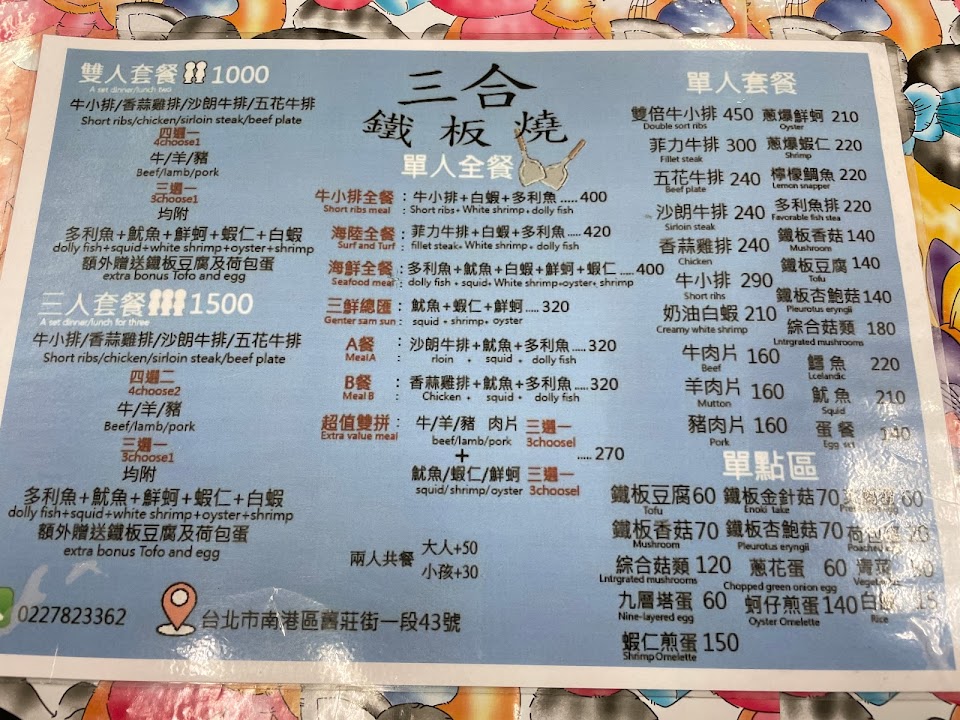 三合
鐵板燒
雙人套餐 1000
A set dinner/lunch two
牛小排/香蒜雞排/沙朗牛排/五花牛排
Short ribs/chicken/sirloin steak/beef plate
四選一
4choose1
牛/羊/豬
Beef/lamb/pork
三選一
3choose1
均附
多利魚+魷魚+鮮蚵+蝦仁+白蝦
dolly fish+squid+white shrimp+oyster+shrimp
額外贈送鐵板豆腐及荷包蛋
extra bonus Tofo and egg
三人套餐 1500
A set dinner/lunch for three
牛小排/香蒜雞排/沙朗牛排/五花牛排
Short ribs/chicken/sirloin steak/beef plate
四選二
4choose2
牛/羊/豬
Beef/lamb/pork
三選一
3choose1
均附
多利魚+魷魚+鮮蚵+蝦仁+白蝦
dolly fish+squid+white shrimp+oyster+shrimp
額外贈送鐵板豆腐及荷包蛋
extra bonus Tofo and egg
0227823362
台北市南港區舊莊街一段43號
單人全餐
牛小排全餐：牛小排+白蝦+多利魚.....400
Short ribs meal : Short ribs+ White shrimp+ dolly fish
海陸全餐：菲力牛排+白蝦+多利魚.....420
Surf and Turf : fillet steak+ White shrimp+ dolly fish
海鮮全餐：多利魚+魷魚+白蝦+鮮蚵+蝦仁.....400
Seafood meal : dolly fish+ squid+ White shrimp+oyster+ shrimp
三鮮總匯：魷魚+蝦仁+鮮蚵.....320
Genter sam sun : squid + shrimp+ oyster
A餐：沙朗牛排+魷魚+多利魚.....320
MealA : rloin + squid + dolly fish
B餐：香蒜雞排+魷魚+多利魚.....320
Meal B : Chicken + squid + dolly fish
超值雙拼：牛/羊/豬 肉片 三選一
Extra value meal beef/lamb/pork 3chooseI
+ .....270
魷魚/蝦仁/鮮蚵 三選一
squid/shrimp/oyster 3chooseI
兩人共餐 大人+50
小孩+30
單人套餐
雙倍牛小排 450 蔥爆鮮蚵 210
Double sort ribs Oyster
菲力牛排 300 蔥爆蝦仁 220
Fillet steak Shrimp
五花牛排 240 檸檬鯛魚 220
Beef plate Lemon snapper
沙朗牛排 240 多利魚排 220
Sirloin steak Favorable fish stea
香蒜雞排 240 鐵板香菇 140
Chicken Mushroom
牛小排 290 鐵板豆腐 140
Short rihs Tofu
奶油白蝦 210 鐵板杏鮑菇 140
Creamy white shrimp Pleurotus eryngii
牛肉片 160 綜合菇類 180
Beef Lntrgrated mushrooms
羊肉片 160 鱈魚 220
Mutton Lcelandic
豬肉片 160 魷魚 210
Pork Squid
蛋餐 140
Egg set
單點區
鐵板豆腐 60 鐵板金針菇 70 60
Tofu Enoki take
鐵板香菇 70 鐵板杏鮑菇 70
Mushroom Pleurotus eryngii
綜合菇類 120 蔥花蛋 60 青菜
Lntrgrated mushrooms Chopped green onion egg
九層塔蛋 60 蚵仔煎蛋 140 白飯 15
Nine-layered egg Oyster Omelette Rice
蝦仁煎蛋 150
Shrimp Omelette